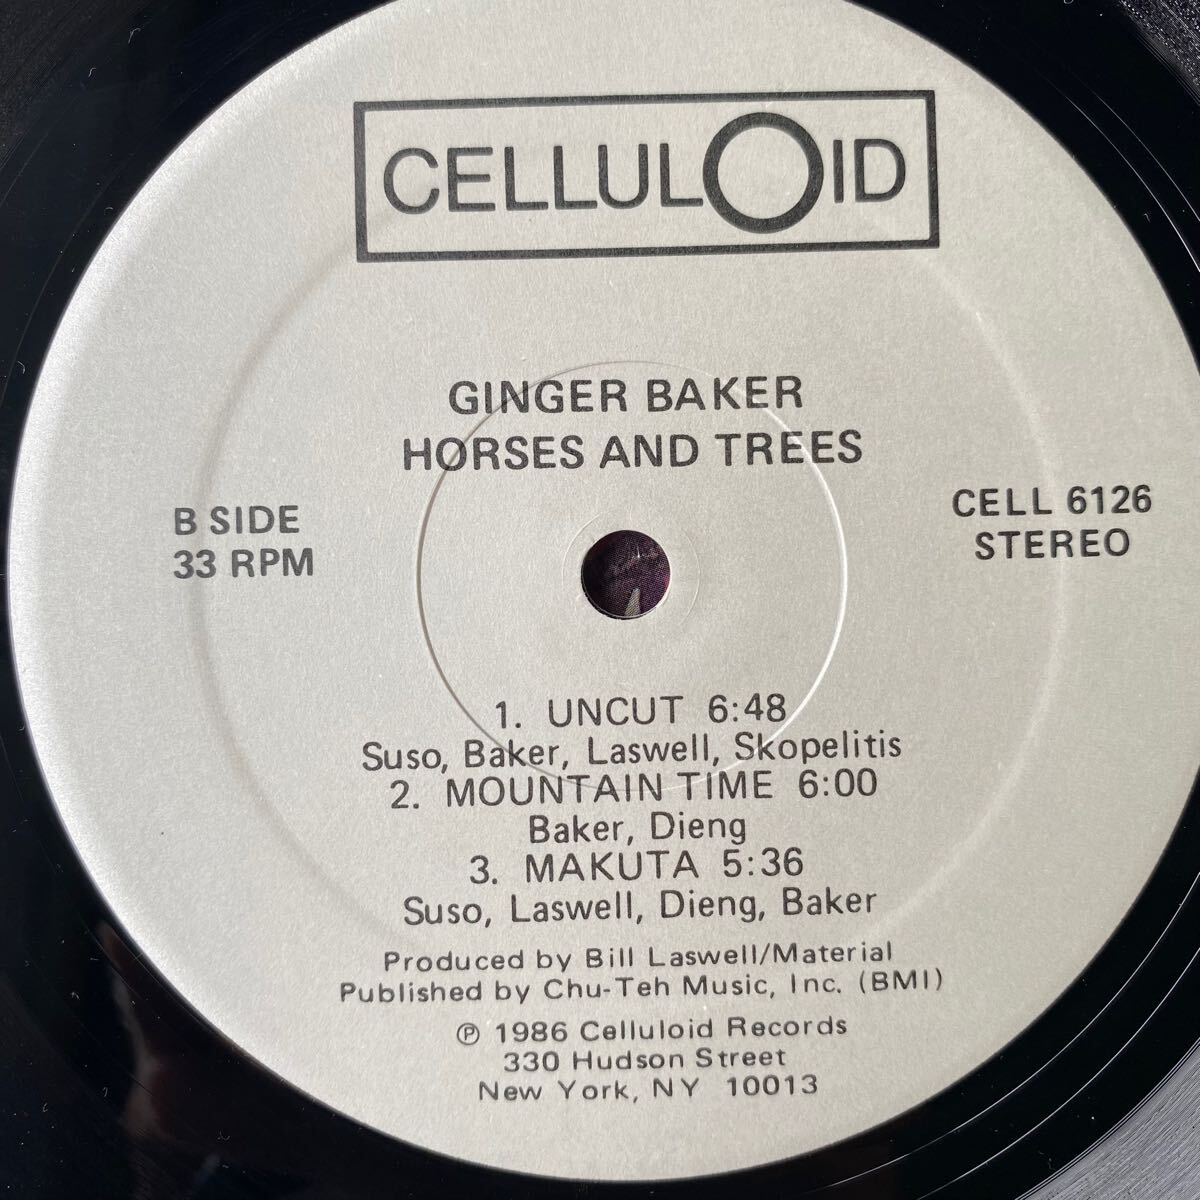 CELLULOID
GINGER BAKER
HORSES AND TREES
B SIDE
33 RPM
CELL 6126
STEREO
1. UNCUT 6:48
Suso, Baker, Laswell, Skopelitis
2. MOUNTAIN TIME 6:00
Baker, Dieng
3. MAKUTA 5:36
Suso, Laswell, Dieng, Baker
Produced by Bill Laswell/Material
Published by Chu-Teh Music, Inc. (BMI)
℗ 1986 Celluloid Records
330 Hudson Street
New York, NY 10013